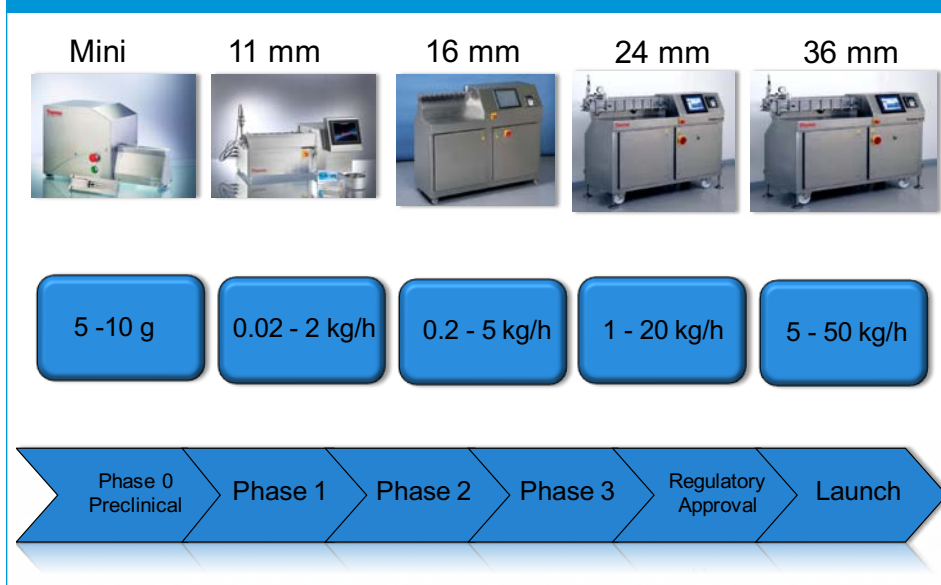 Mini
11 mm
16 mm
24 mm
36 mm
5 -10 g
0.02 - 2 kg/h
0.2 - 5 kg/h
1 - 20 kg/h
5 - 50 kg/h
Phase 0
Preclinical
Phase 1
Phase 2
Phase 3
Regulatory
Approval
Launch